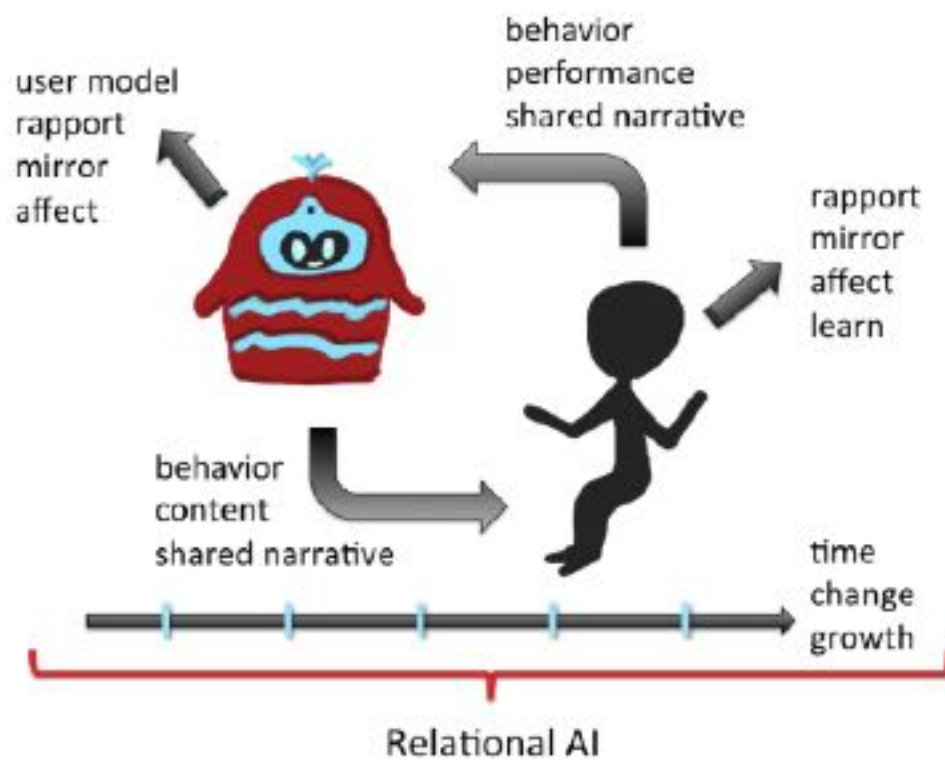 behavior
performance
shared narrative
user model
rapport
mirror
affect
rapport
mirror
affect
learn
behavior
content
shared narrative
time
change
growth
Relational AI